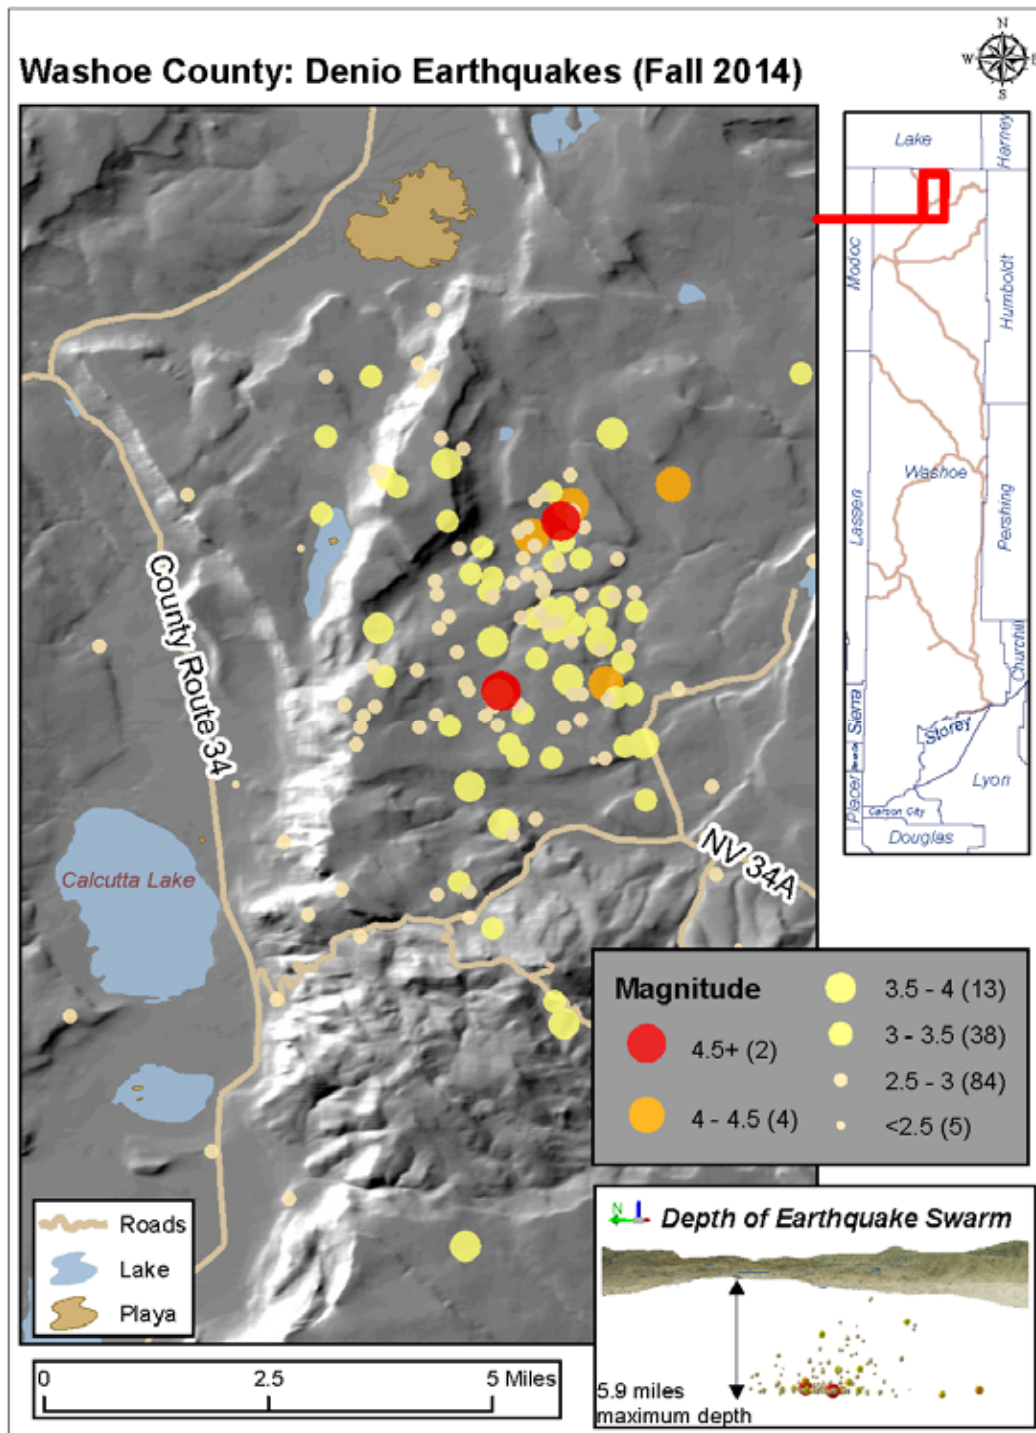 Washoe County: Denio Earthquakes (Fall 2014)
N
W
E
S
Lake
Harney
Modoc
Humboldt
Washoe
Lassen
Pershing
Churchill
Sierra
Storey
Placer
Lyon
Carson City
Douglas
County Route 34
Calcutta Lake
NV 34A
Magnitude
4.5+ (2)
4 - 4.5 (4)
3.5 - 4 (13)
3 - 3.5 (38)
2.5 - 3 (84)
<2.5 (5)
Roads
Lake
Playa
N
Depth of Earthquake Swarm
5.9 miles
maximum depth
0 2.5 5 Miles